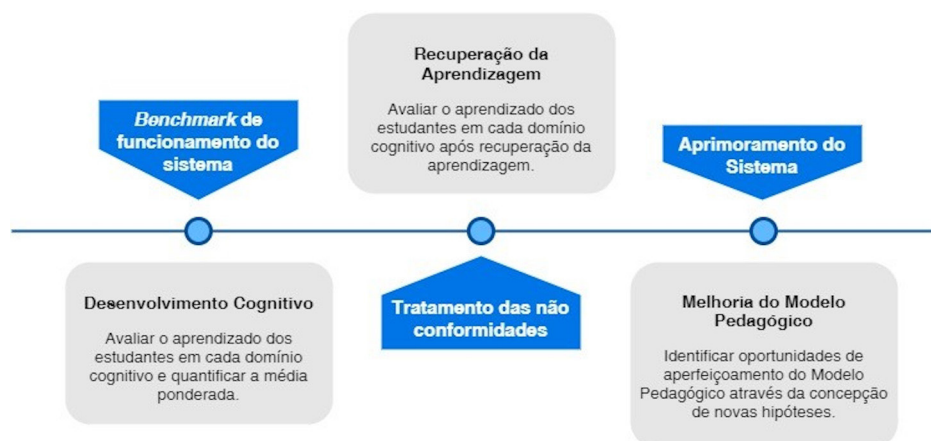 Benchmark de
funcionamento do
sistema
Desenvolvimento Cognitivo
Avaliar o aprendizado dos
estudantes em cada domínio
cognitivo e quantificar a média
ponderada.
Recuperação da
Aprendizagem
Avaliar o aprendizado dos
estudantes em cada domínio
cognitivo após recuperação da
aprendizagem.
Tratamento das não
conformidades
Aprimoramento do
Sistema
Melhoria do Modelo
Pedagógico
Identificar oportunidades de
aperfeiçoamento do Modelo
Pedagógico através da concepção
de novas hipóteses.